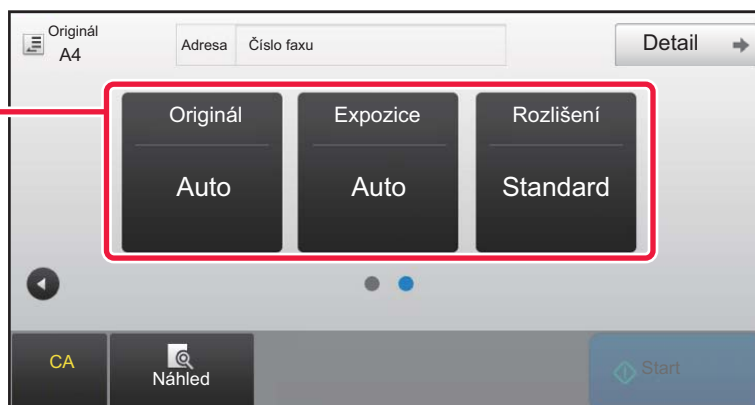 Originál
A4
Adresa
Číslo faxu
Detail
Originál
Auto
Expozice
Auto
Rozlišení
Standard
CA
Náhled
Start